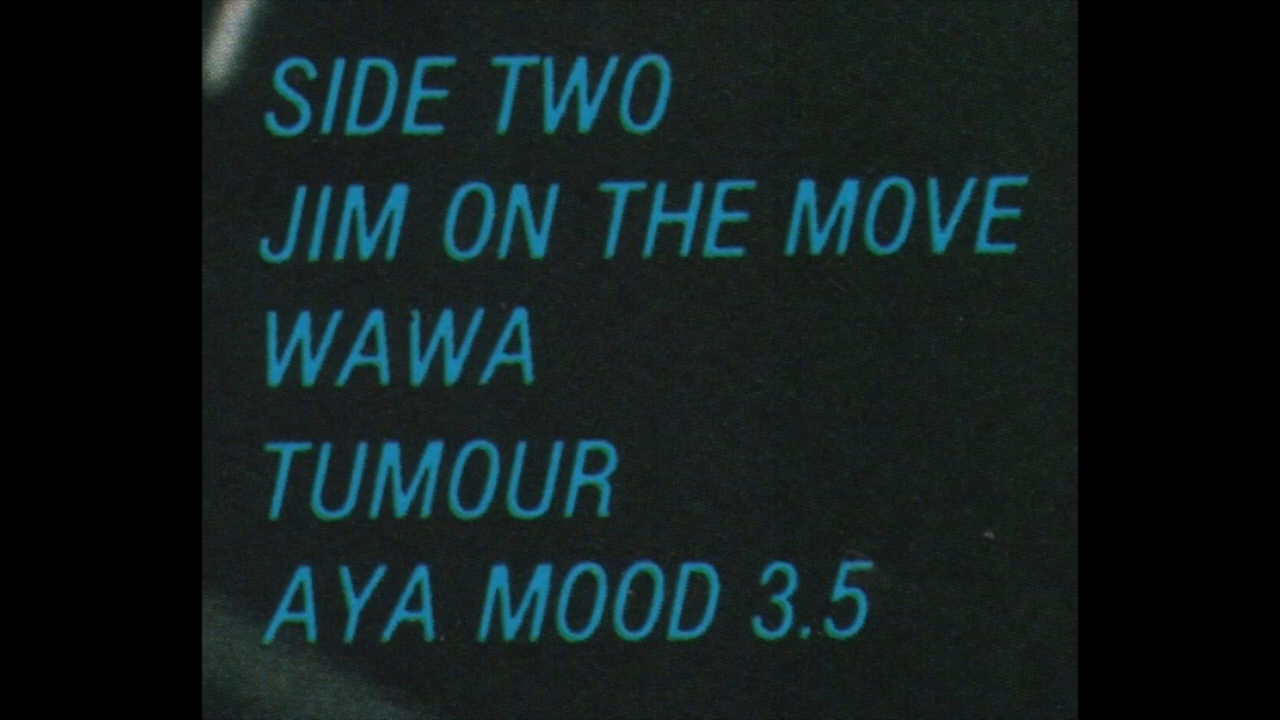 SIDE TWO
JIM ON THE MOVE
WAWA
TUMOUR
AYA MOOD 3.5